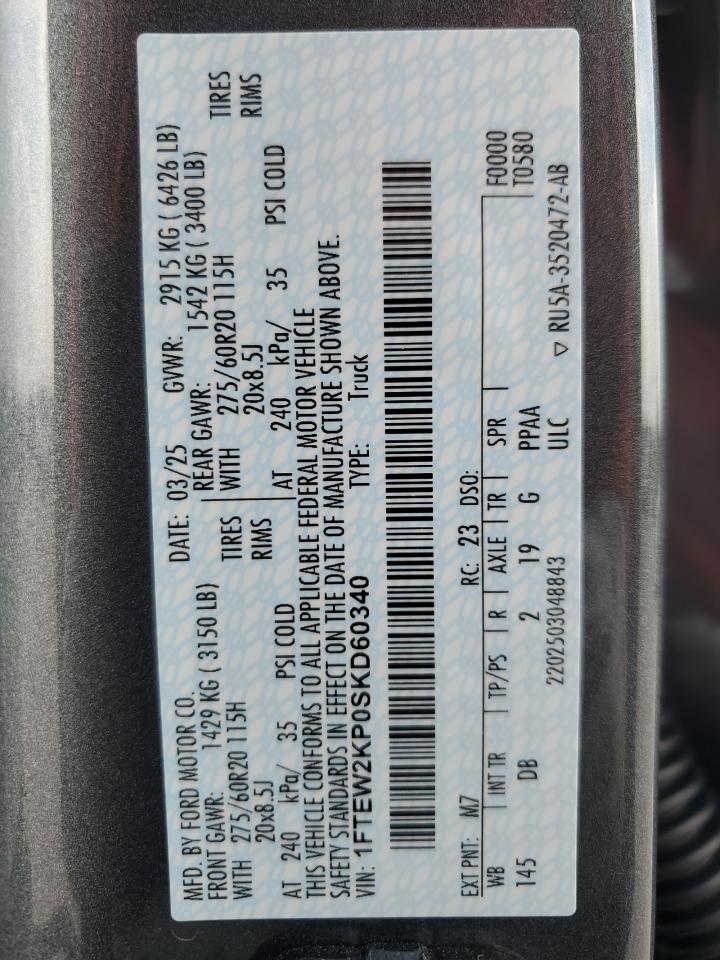 MFD. BY FORD MOTOR CO.
DATE: 03/25 GVWR: 2915 KG ( 6426 LB)
FRONT GAWR: 1429 KG ( 3150 LB)
REAR GAWR: 1542 KG ( 3400 LB)
WITH 275/60R20 115H TIRES
WITH 275/60R20 115H TIRES
20x8.5J RIMS
20x8.5J RIMS
AT 240 kPa/ 35 PSI COLD
AT 240 kPa/ 35 PSI COLD
THIS VEHICLE CONFORMS TO ALL APPLICABLE FEDERAL MOTOR VEHICLE
SAFETY STANDARDS IN EFFECT ON THE DATE OF MANUFACTURE SHOWN ABOVE.
VIN: 1FTEW2KP0SKD60340 TYPE: Truck
EXT PNT: M7 RC: 23 DSO:
WB INT TR TP/PS R AXLE TR SPR F0000
145 DB 2 19 G PPAA T0580
2202503048843 ULC ▽ RU5A-3520472-AB